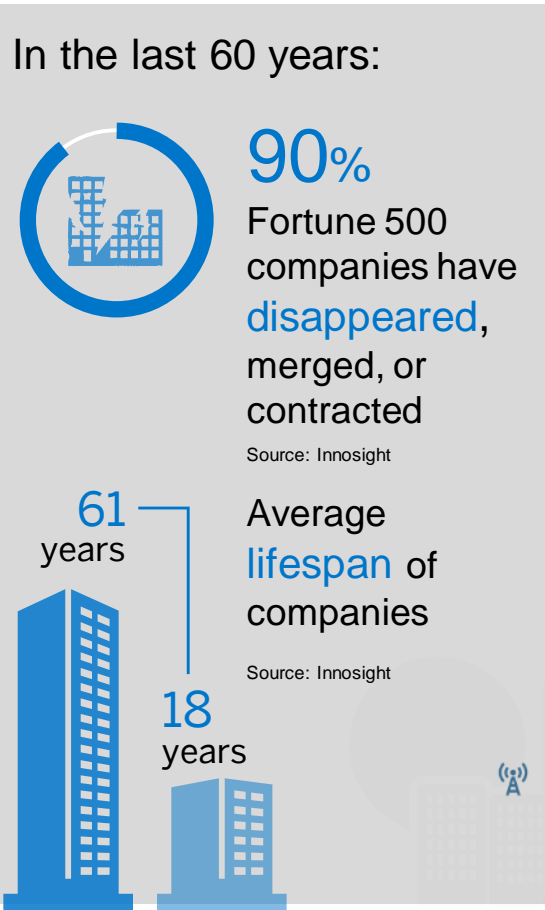 In the last 60 years:
90%
Fortune 500
companies have
disappeared,
merged, or
contracted
Source: Innosight
61
years
Average
lifespan of
companies
Source: Innosight
18
years